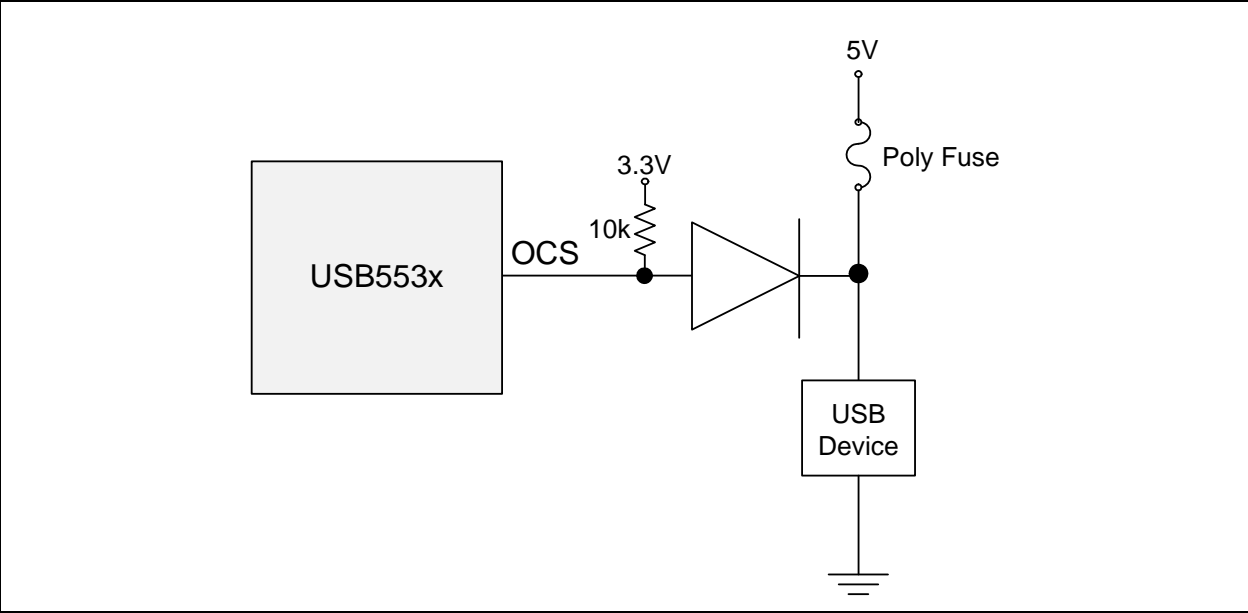 5V
Poly Fuse
3.3V
10k
OCS
USB553x
USB
Device